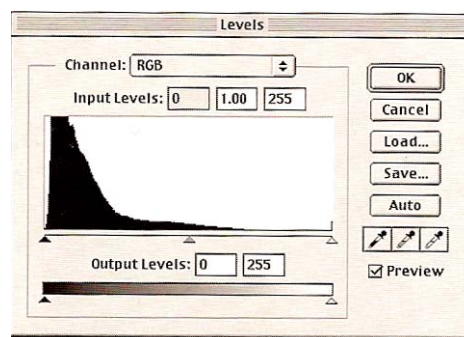 Levels
Channel: RGB
OK
Input Levels: 0 1.00 255
Cancel
Load...
Save...
Auto
Output Levels: 0 255
Preview